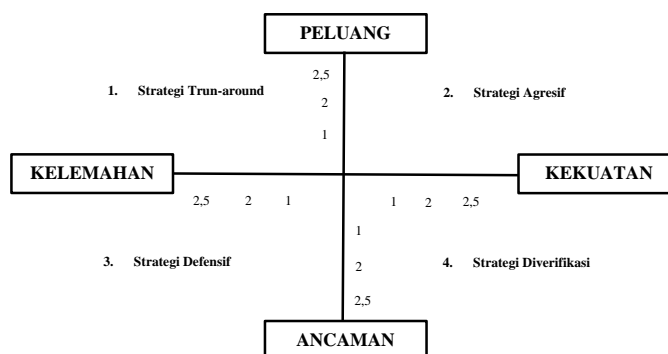 PELUANG
2,5
1. Strategi Trun-around
2. Strategi Agresif
2
1
KELEMAHAN
KEKUATAN
2,5 2 1
1 2 2,5
1
3. Strategi Defensif
4. Strategi Diverifikasi
2
2,5
ANCAMAN